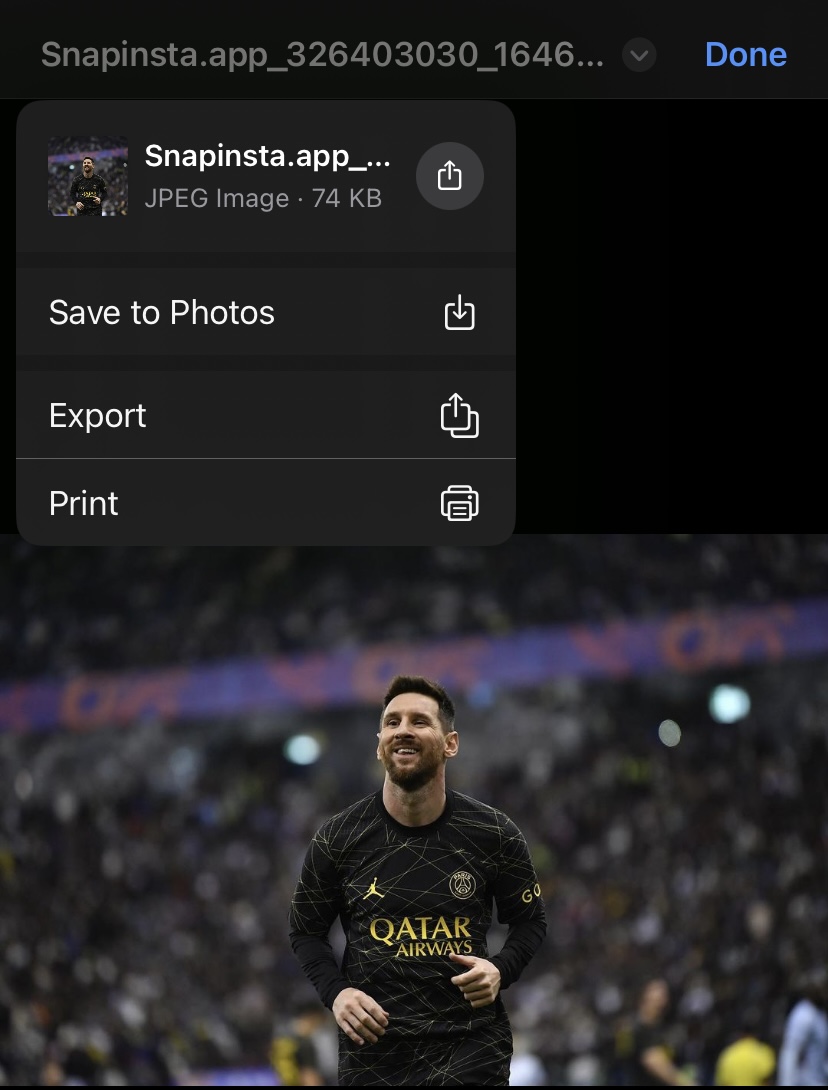 Snapinsta.app_326403030_1646...
Done
Snapinsta.app_...
JPEG Image · 74 KB
Save to Photos
Export
Print
PARIS
GO
QATAR
AIRWAYS